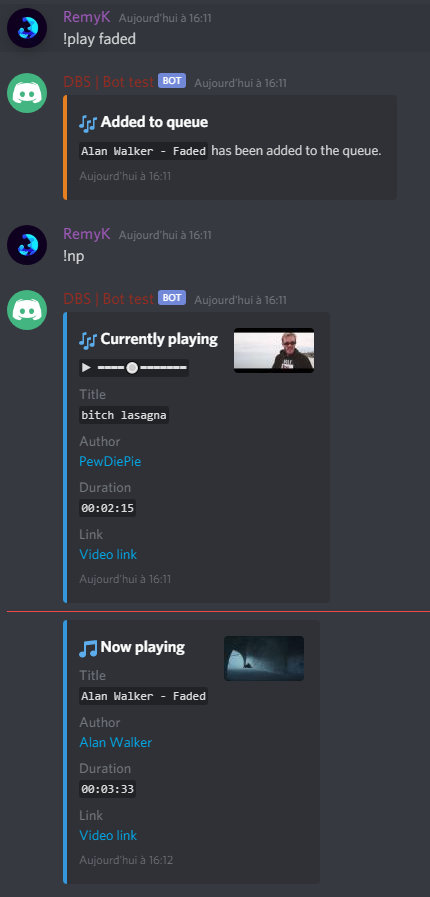 RemyK Aujourd'hui à 16:11
!play faded
DBS | Bot test BOT Aujourd'hui à 16:11
Added to queue
Alan Walker - Faded has been added to the queue.
Aujourd'hui à 16:11
RemyK Aujourd'hui à 16:11
!np
DBS | Bot test BOT Aujourd'hui à 16:11
Currently playing
Title
bitch lasagna
Author
PewDiePie
Duration
00:02:15
Link
Video link
Aujourd'hui à 16:11
Now playing
Title
Alan Walker - Faded
Author
Alan Walker
Duration
00:03:33
Link
Video link
Aujourd'hui à 16:12